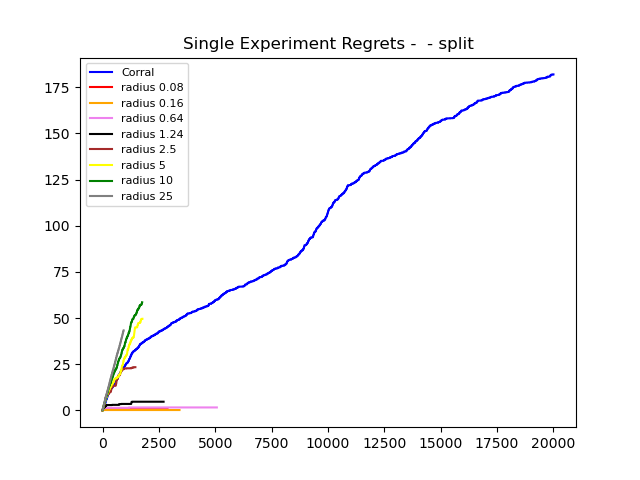 Single Experiment Regrets -  - split
Corral
radius 0.08
radius 0.16
radius 0.64
radius 1.24
radius 2.5
radius 5
radius 10
radius 25
175
150
125
100
75
50
25
0
0 2500 5000 7500 10000 12500 15000 17500 20000